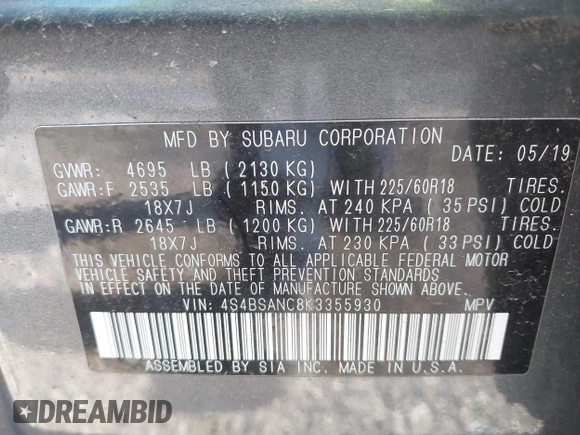 MFD BY SUBARU CORPORATION
DATE: 05/19
GVWR: 4695 LB (2130 KG)
GAWR:F 2535 LB (1150 KG) WITH 225/60R18 TIRES.
18X7J RIMS. AT 240 KPA (35 PSI) COLD
GAWR:R 2645 LB (1200 KG) WITH 225/60R18 TIRES.
18X7J RIMS. AT 230 KPA (33 PSI) COLD
THIS VEHICLE CONFORMS TO ALL APPLICABLE FEDERAL MOTOR
VEHICLE SAFETY AND THEFT PREVENTION STANDARDS
IN EFFECT ON THE DATE OF MANUFACTURE SHOWN ABOVE.
VIN: 4S4BSANC8K3355930 MPV
ASSEMBLED BY SIA INC. MADE IN U.S.A.
DREAMBID